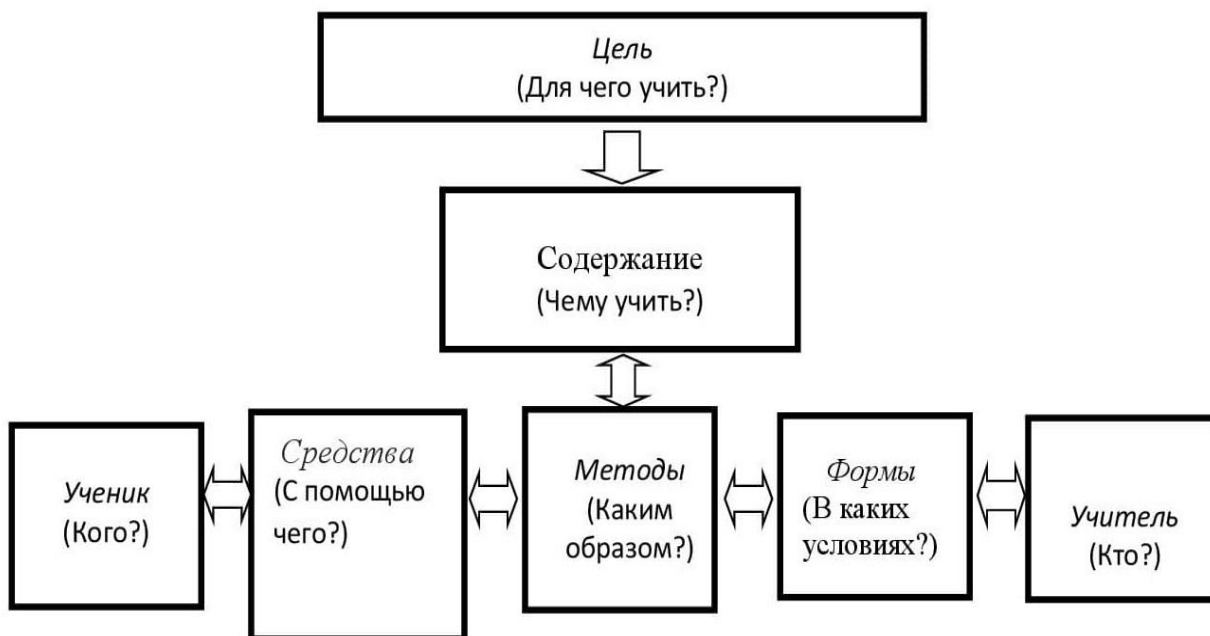 Цель
(Для чего учить?)
Содержание
(Чему учить?)
Ученик
(Кого?)
Средства
(С помощью
чего?)
Методы
(Каким
образом?)
Формы
(В каких
условиях?)
Учитель
(Кто?)